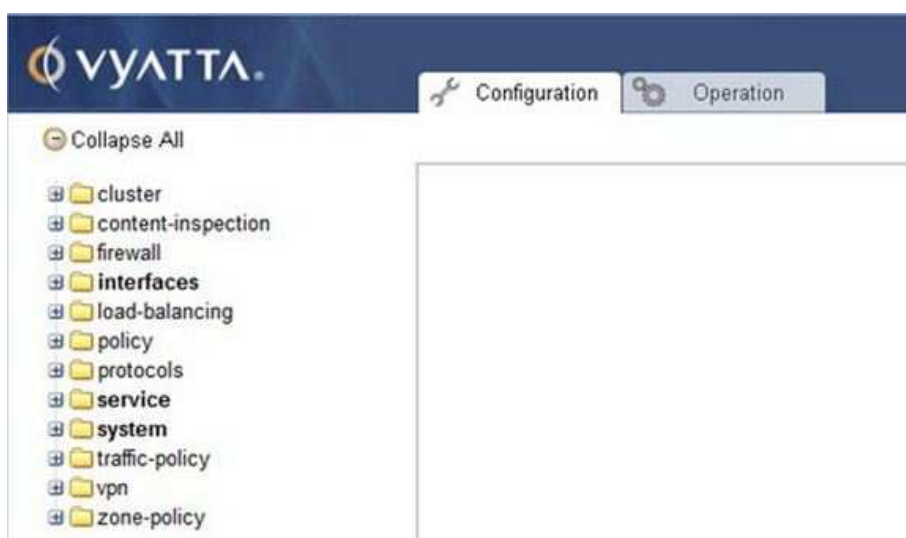 VYATTA.
Configuration
Operation
Collapse All
cluster
content-inspection
firewall
interfaces
load-balancing
policy
protocols
service
system
traffic-policy
vpn
zone-policy